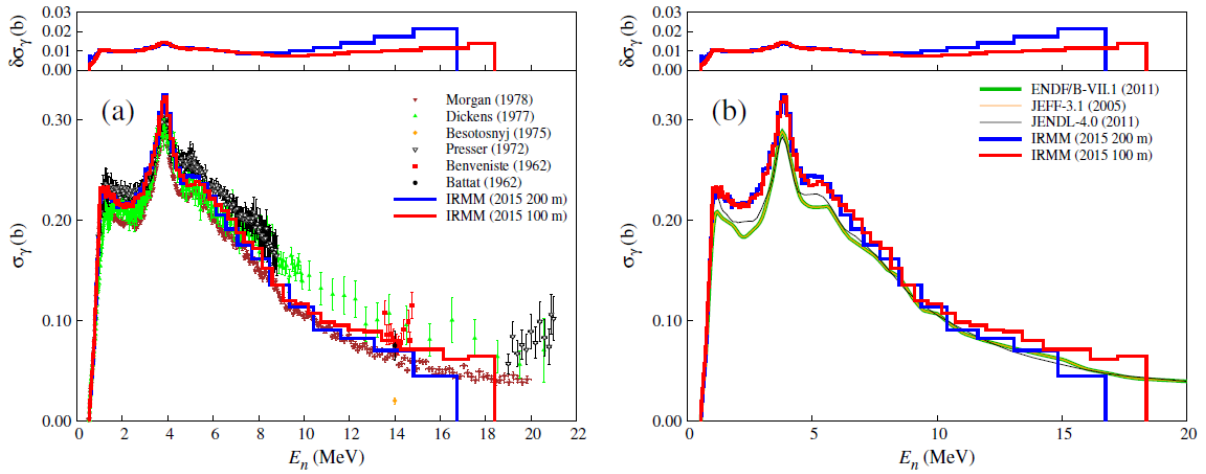 δσγ(b)
0.03
0.02
0.01
0.00
(a)
Morgan (1978)
Dickens (1977)
Besotosnyj (1975)
Presser (1972)
Benveniste (1962)
Battat (1962)
IRMM (2015 200 m)
IRMM (2015 100 m)
σγ(b)
0.30
0.20
0.10
0.00
0 2 4 6 8 10 12 14 16 18 20 22
En (MeV)
δσγ(b)
0.03
0.02
0.01
0.00
(b)
ENDF/B-VII.1 (2011)
JEFF-3.1 (2005)
JENDL-4.0 (2011)
IRMM (2015 200 m)
IRMM (2015 100 m)
σγ(b)
0.30
0.20
0.10
0.00
0 5 10 15 20
En (MeV)